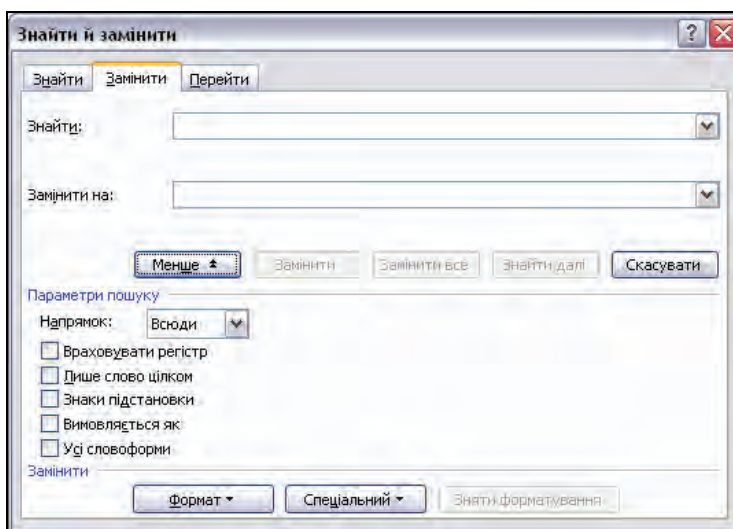 Знайти й замінити
Знайти Замінити Перейти
Знайти:
Замінити на:
Менше Замінити Замінити все Знайти далі Скасувати
Параметри пошуку
Напрямок: Всюди
Враховувати регістр
Лише слово цілком
Знаки підстановки
Вимовляється як
Усі словоформи
Замінити
Формат Спеціальний Зняти форматування